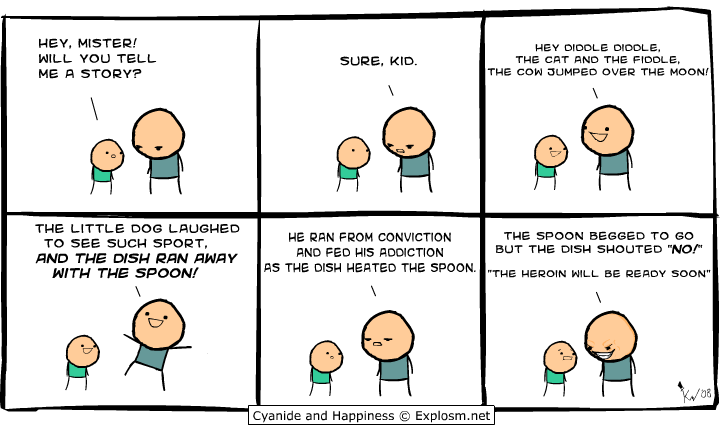 HEY, MISTER!
WILL YOU TELL
ME A STORY?
SURE, KID.
HEY DIDDLE DIDDLE,
THE CAT AND THE FIDDLE,
THE COW JUMPED OVER THE MOON!
THE LITTLE DOG LAUGHED
TO SEE SUCH SPORT,
AND THE DISH RAN AWAY
WITH THE SPOON!
HE RAN FROM CONVICTION
AND FED HIS ADDICTION
AS THE DISH HEATED THE SPOON.
THE SPOON BEGGED TO GO
BUT THE DISH SHOUTED "NO!"
"THE HEROIN WILL BE READY SOON"
'08
Cyanide and Happiness © Explosm.net